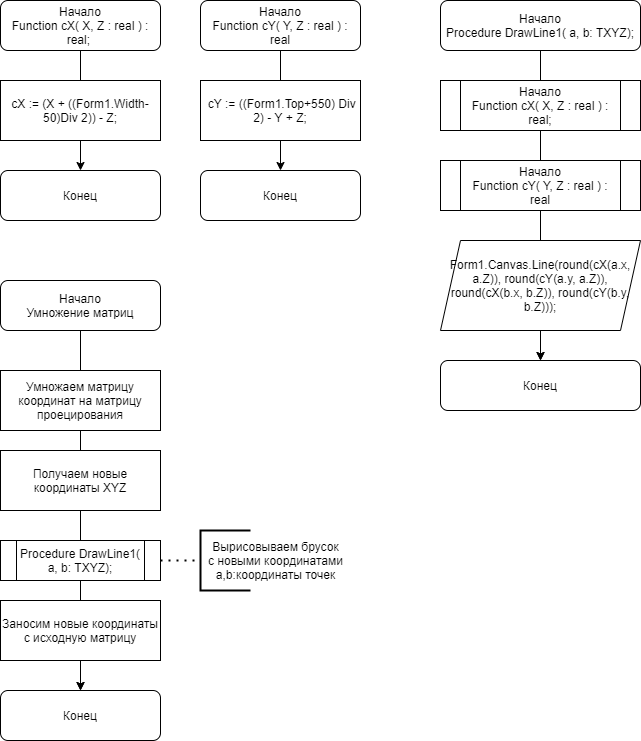 Начало
Function cX( X, Z : real ) :
real;
cX := (X + ((Form1.Width-
50)Div 2)) - Z;
Конец
Начало
Function cY( Y, Z : real ) :
real
cY := ((Form1.Top+550) Div
2) - Y + Z;
Конец
Начало
Procedure DrawLine1( a, b: TXYZ);
Начало
Function cX( X, Z : real ) :
real;
Начало
Function cY( Y, Z : real ) :
real
Form1.Canvas.Line(round(cX(a.x,
a.Z)), round(cY(a.y, a.Z)),
round(cX(b.x, b.Z)), round(cY(b.y,
b.Z)));
Конец
Начало
Умножение матриц
Умножаем матрицу
координат на матрицу
проецирования
Получаем новые
координаты XYZ
Procedure DrawLine1(
a, b: TXYZ);
Вырисовываем брусок
с новыми координатами
a,b:координаты точек
Заносим новые координаты
с исходную матрицу
Конец